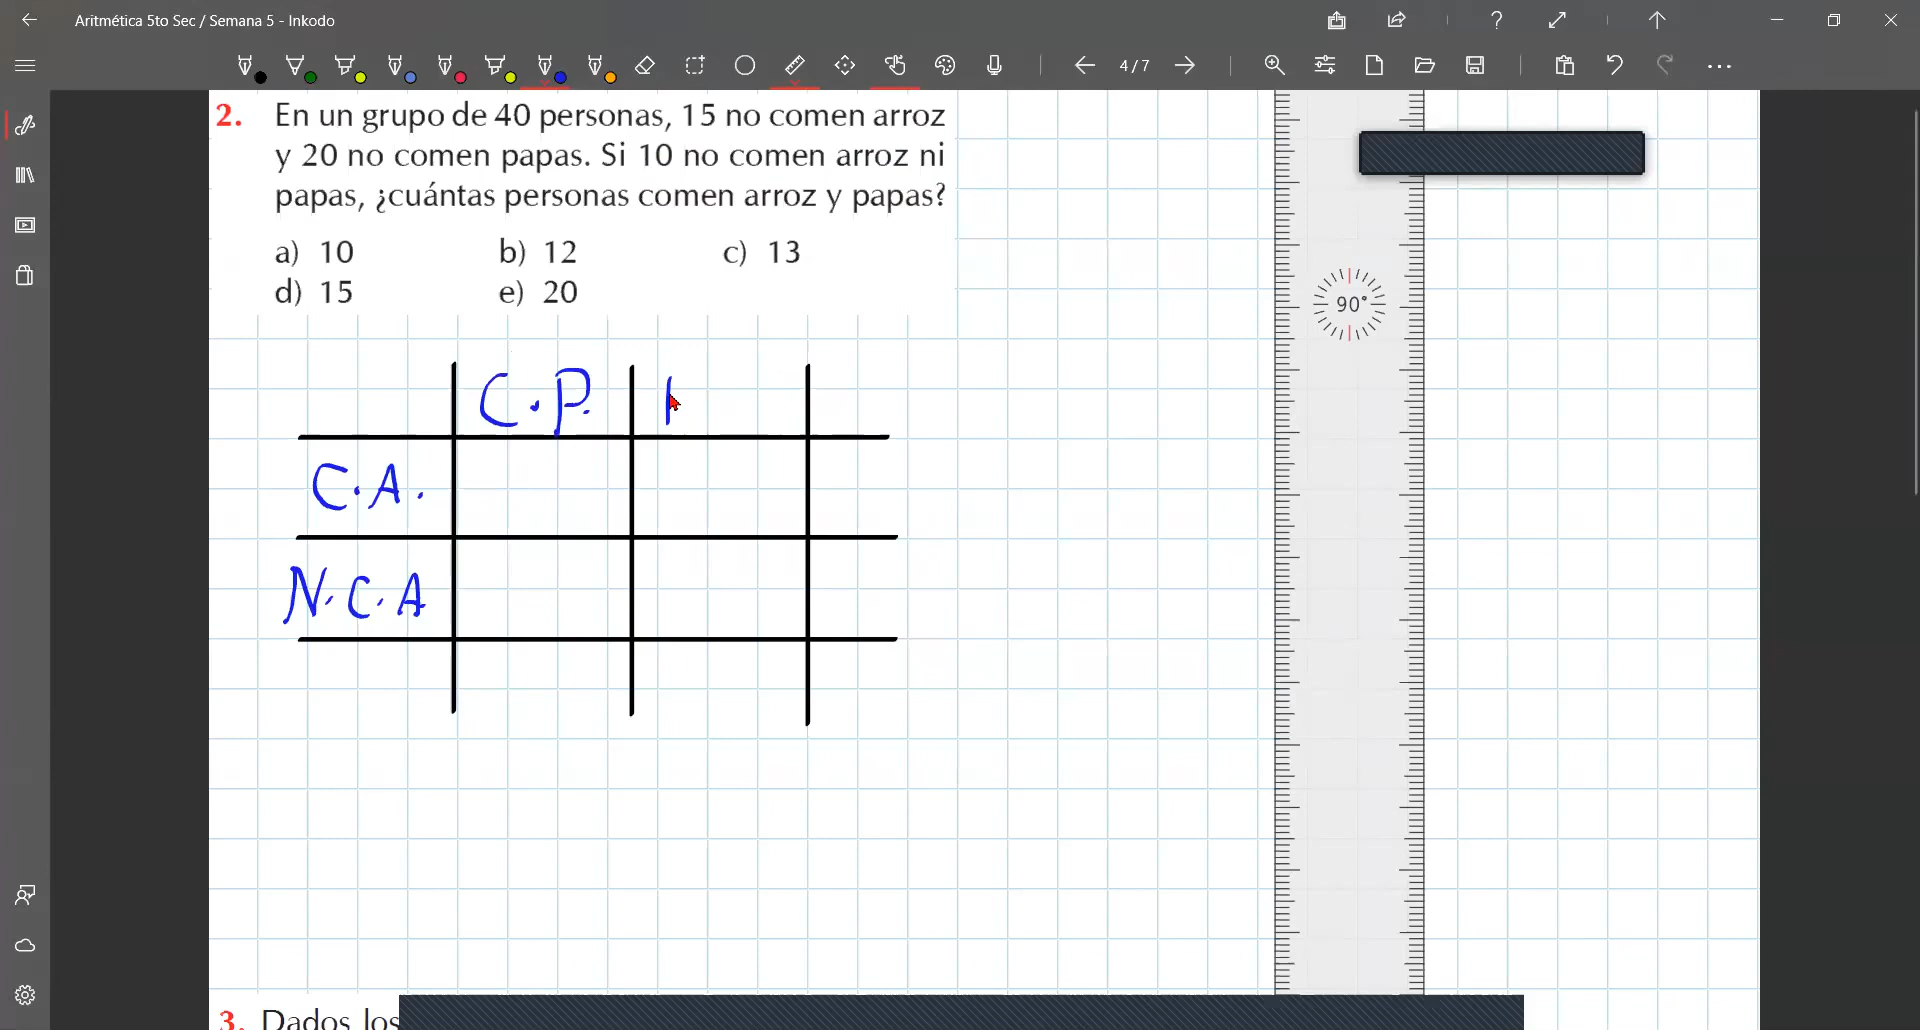 Aritmética 5to Sec / Semana 5 - Inkodo
4 / 7
2. En un grupo de 40 personas, 15 no comen arroz
y 20 no comen papas. Si 10 no comen arroz ni
papas, ¿cuántas personas comen arroz y papas?
a) 10 b) 12 c) 13
d) 15 e) 20
90°
C.P.
C.A.
N.C.A
3. Dados los